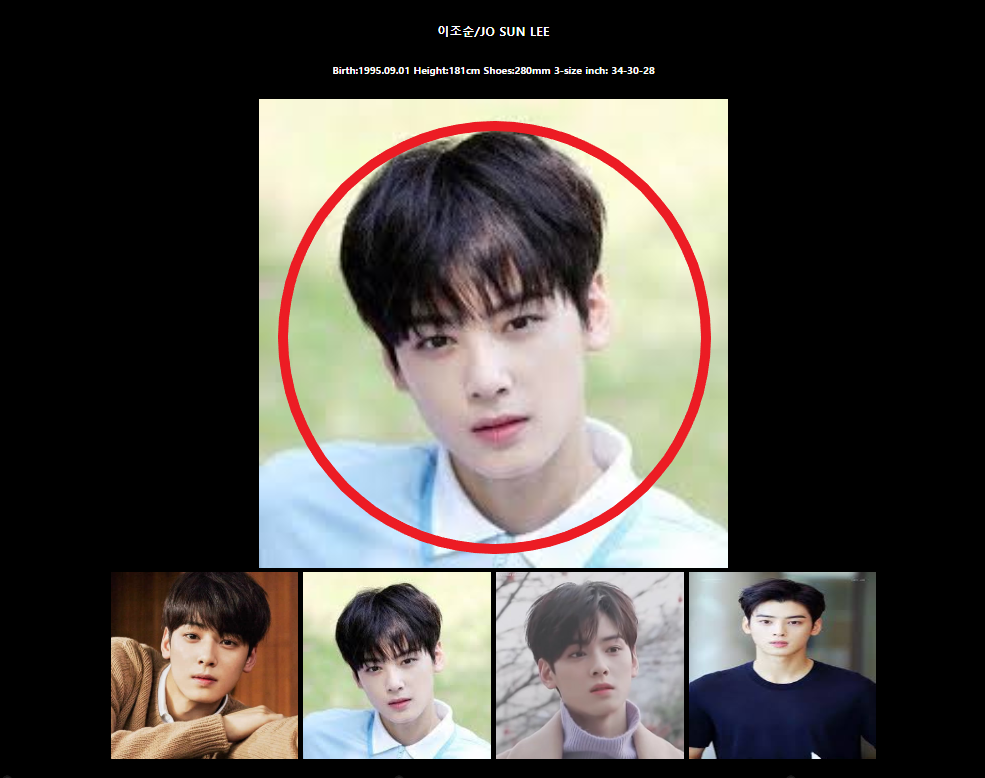 이조순/JO SUN LEE
Birth:1995.09.01 Height:181cm Shoes:280mm 3-size inch: 34-30-28